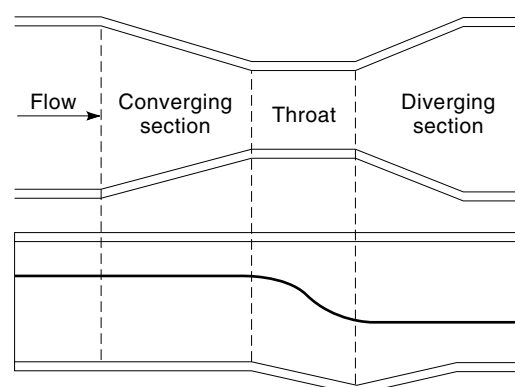 Flow
Converging
section
Throat
Diverging
section